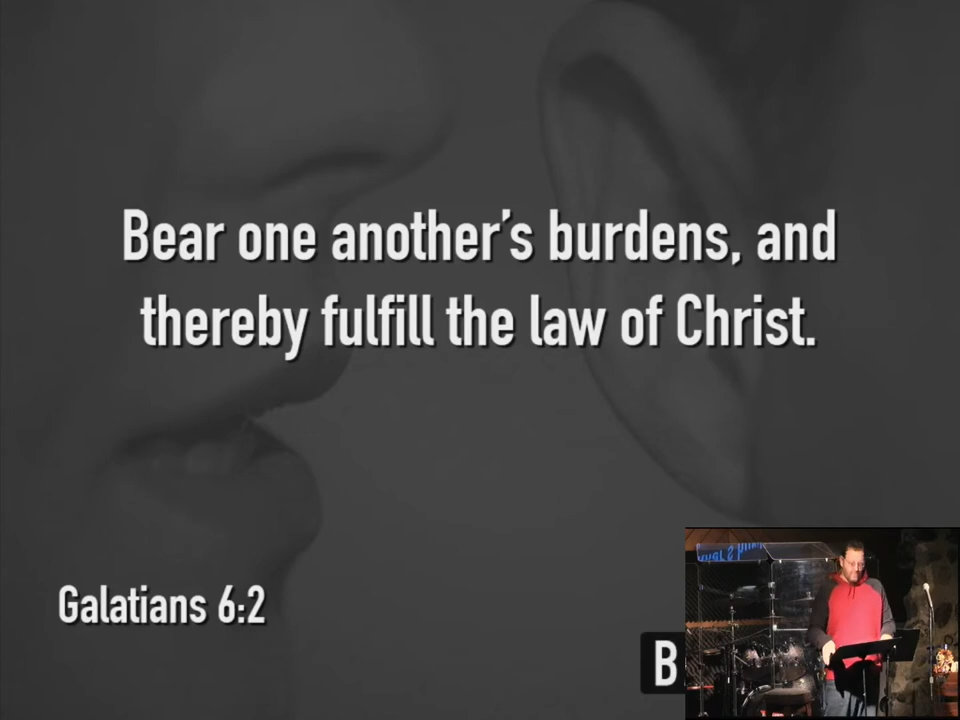 Bear one another's burdens, and
thereby fulfill the law of Christ.
Galatians 6:2
B